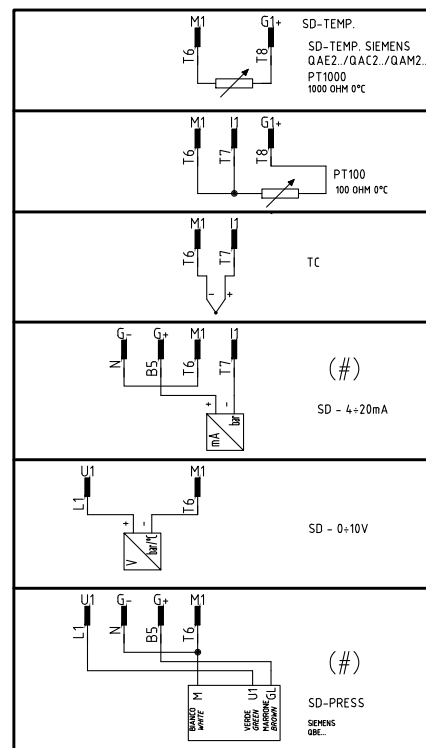 M1 G1+ SD-TEMP.
T6 T8
SD-TEMP. SIEMENS
QAE2../QAC2../QAM2..
PT1000
1000 OHM 0°C
M1 I1 G1+
T6 T7 T8
PT100
100 OHM 0°C
M1 I1
T6 T7
- +
TC
G- G+ M1 I1
N B5 T6 T7
(#)
+ -
mA bar
SD - 4÷20mA
U1 M1
L1 T6
+ -
V bar/°C
SD - 0÷10V
U1 G- G+ M1
L1 N B5 T6
(#)
M U1 GL
BIANCO
WHITE
VERDE
GREEN
MARRONE
BROWN
SD-PRESS
SIEMENS
QBE...